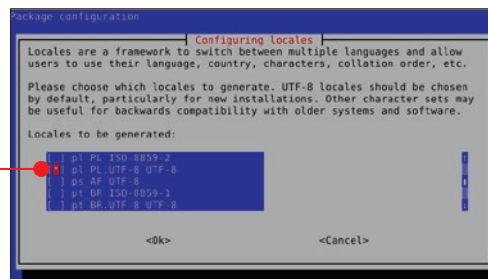 Package configuration
Configuring locales
Locales are a framework to switch between multiple languages and allow
users to use their language, country, characters, collation order, etc.
Please choose which locales to generate. UTF-8 locales should be chosen
by default, particularly for new installations. Other character sets may
be useful for backwards compatibility with older systems and software.
Locales to be generated:
[ ] pl_PL ISO-8859-2
[*] pl_PL.UTF-8 UTF-8
[ ] ps_AF UTF-8
[ ] pt_BR ISO-8859-1
[ ] pt_BR.UTF-8 UTF-8
<Ok> <Cancel>